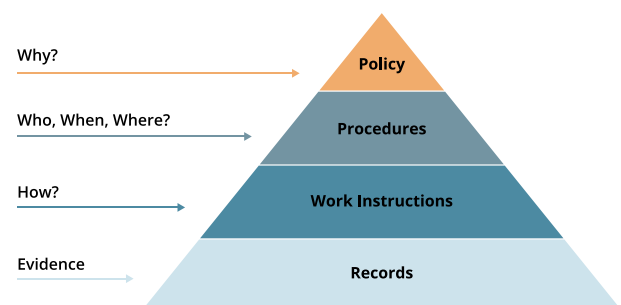 Why?
Policy
Who, When, Where?
Procedures
How?
Work Instructions
Evidence
Records